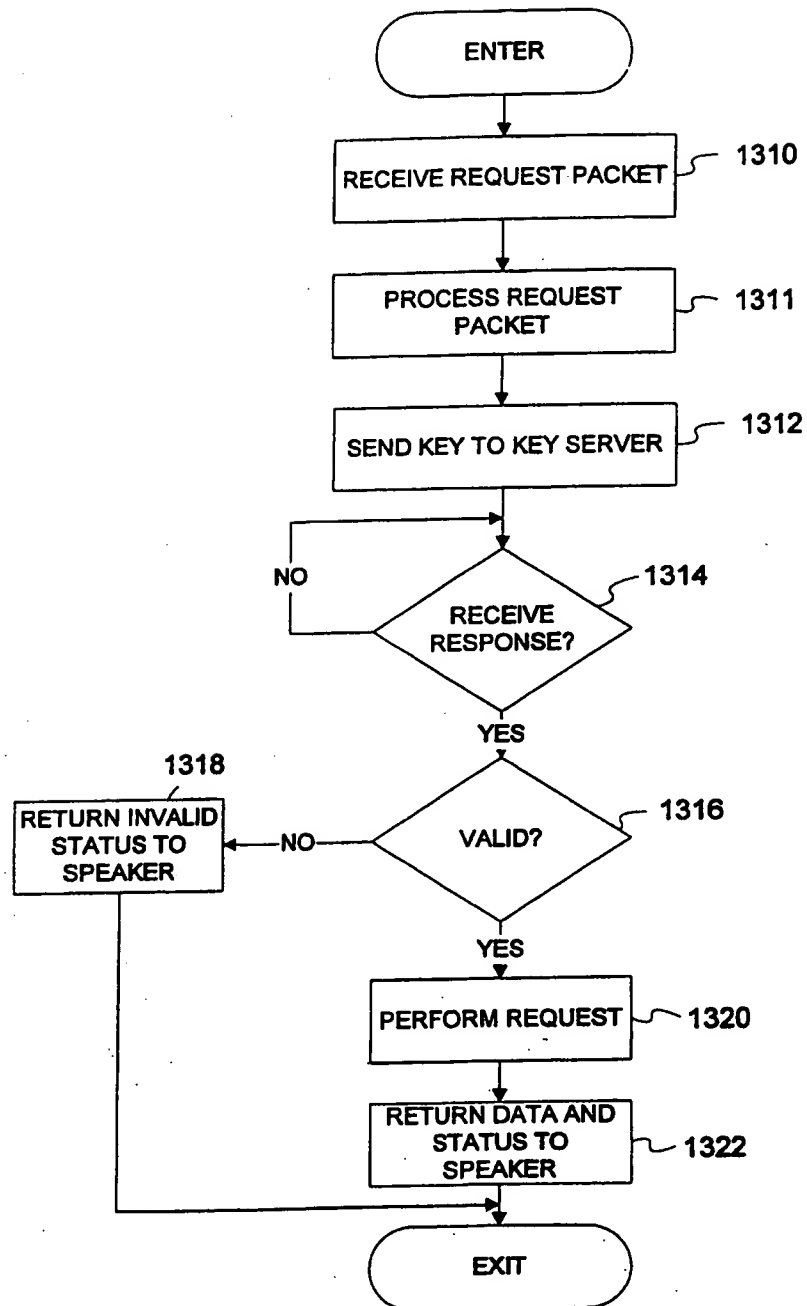 ENTER
RECEIVE REQUEST PACKET
1310
PROCESS REQUEST
PACKET
1311
SEND KEY TO KEY SERVER
1312
NO
RECEIVE
RESPONSE?
1314
YES
1318
RETURN INVALID
STATUS TO
SPEAKER
NO
VALID?
1316
YES
PERFORM REQUEST
1320
RETURN DATA AND
STATUS TO
SPEAKER
1322
EXIT